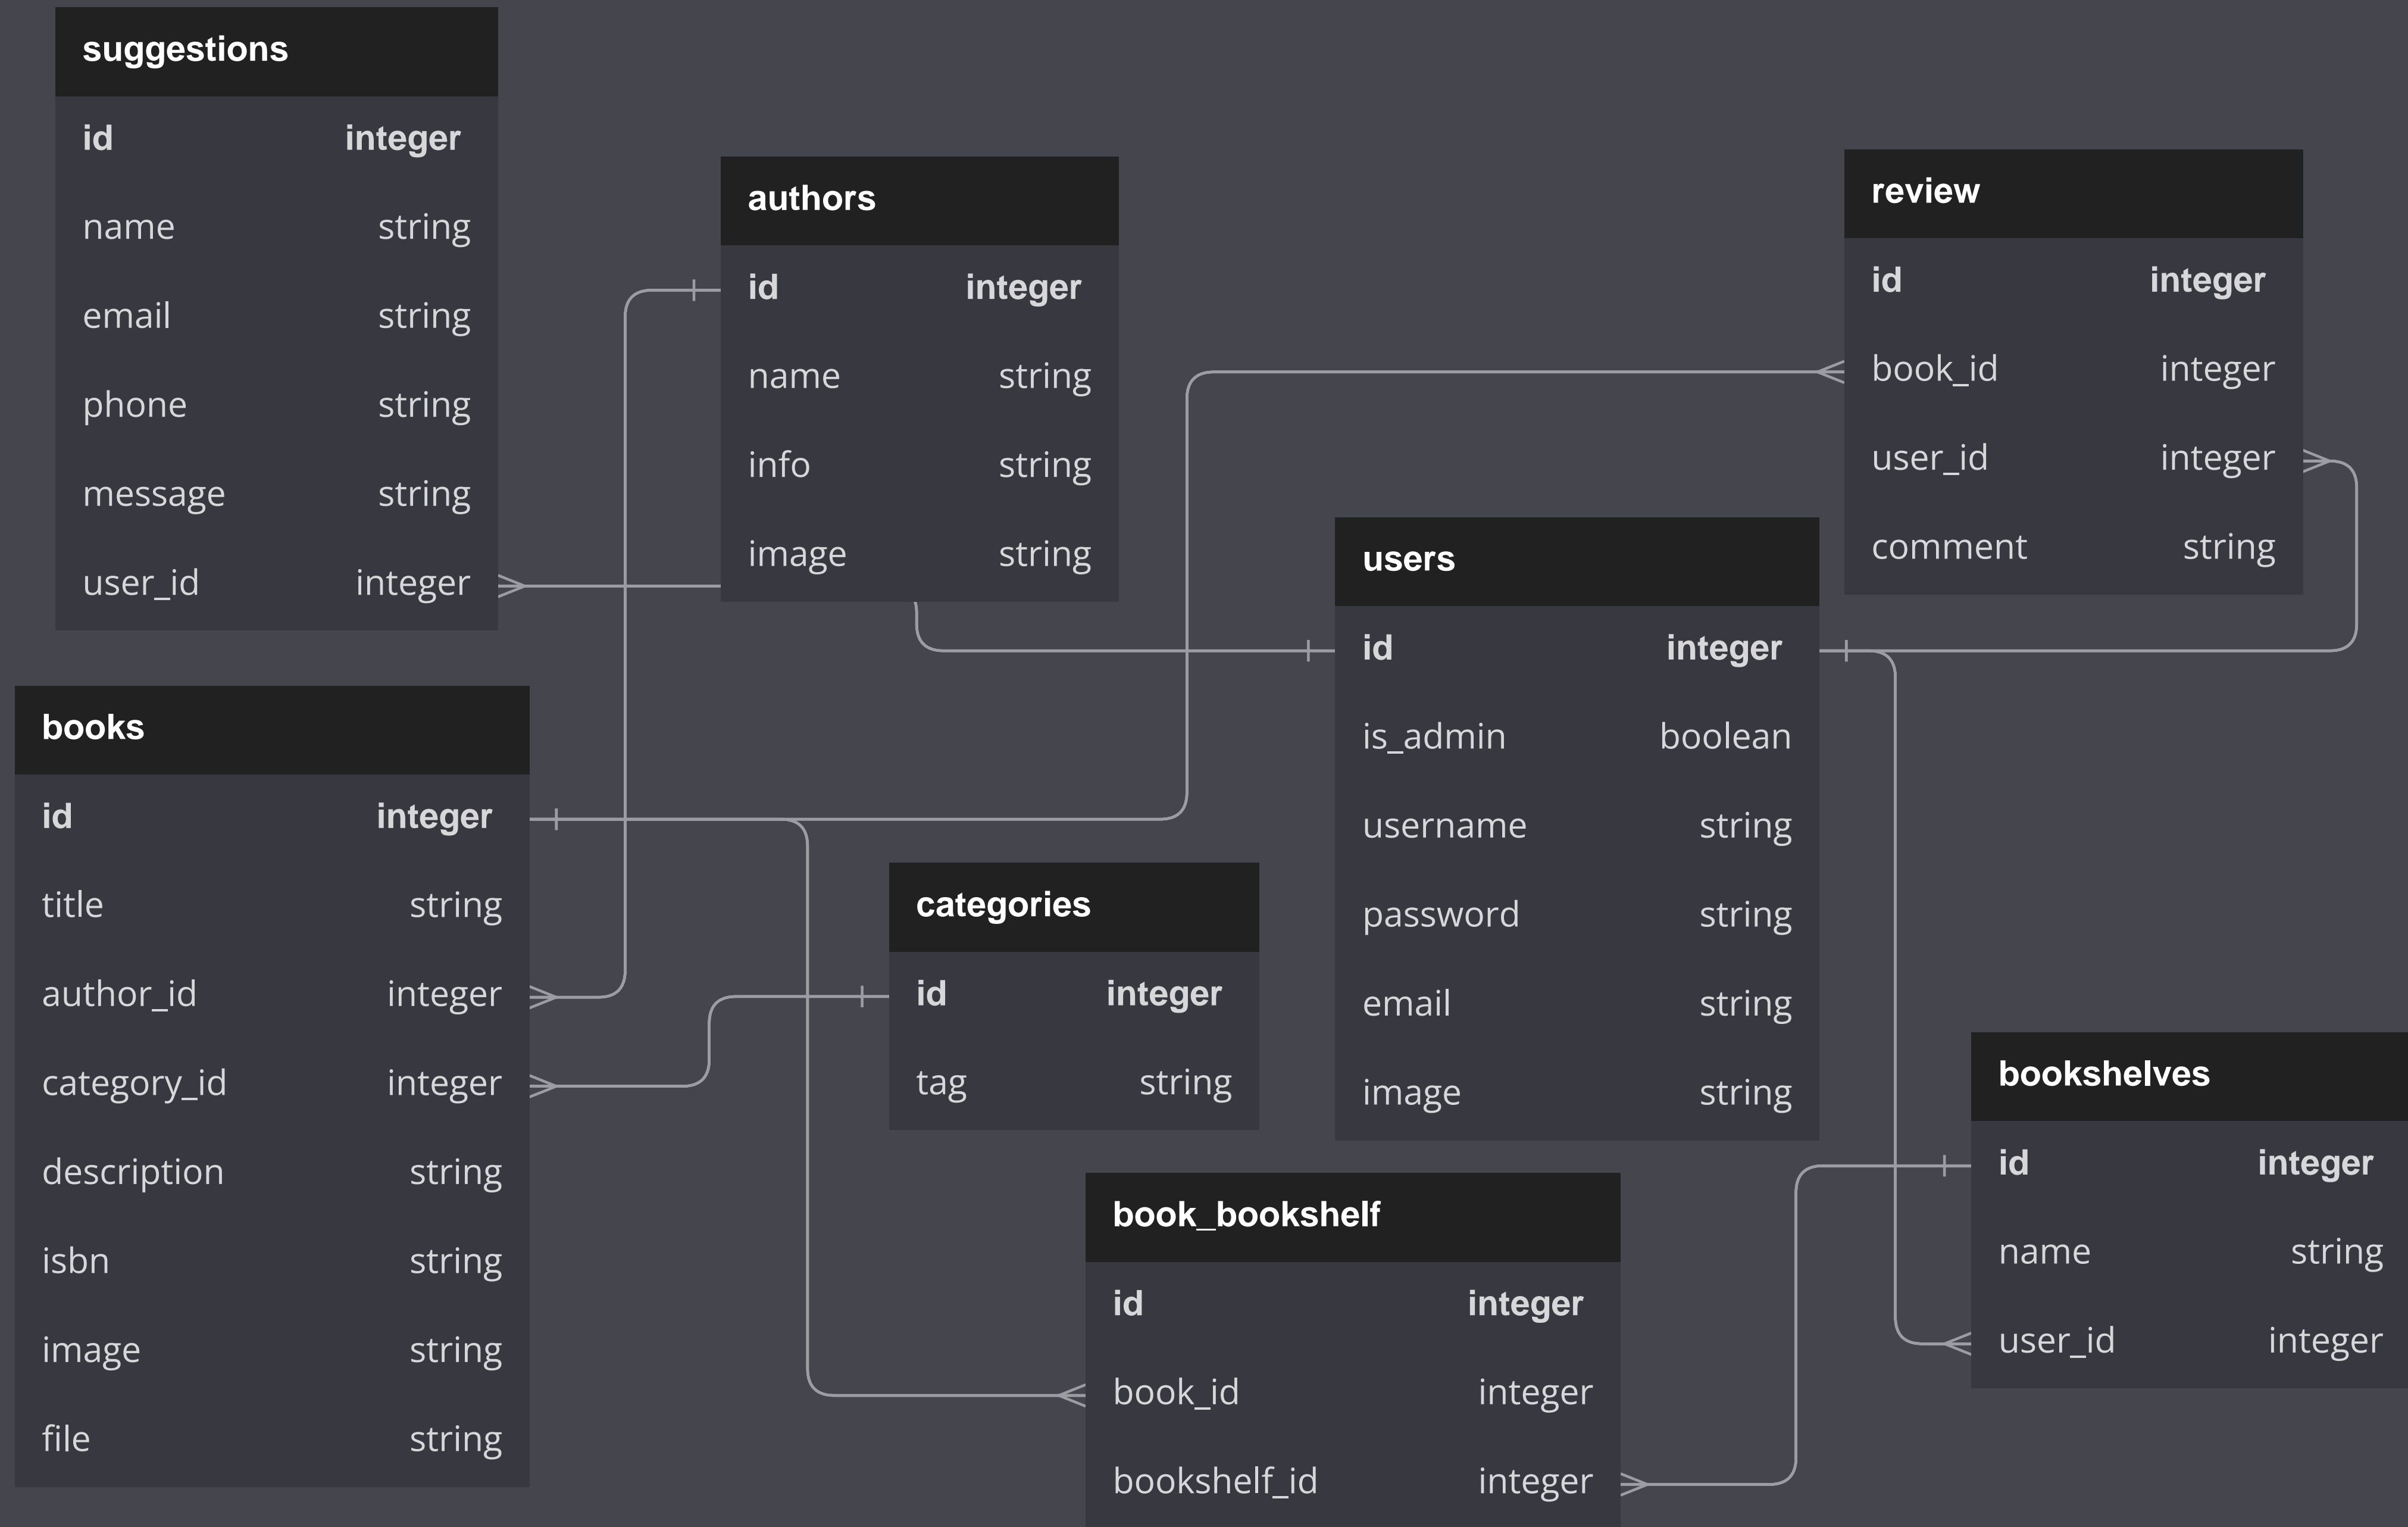 suggestions
id integer
name string
email string
phone string
message string
user_id integer
authors
id integer
name string
info string
image string
review
id integer
book_id integer
user_id integer
comment string
users
id integer
is_admin boolean
username string
password string
email string
image string
books
id integer
title string
author_id integer
category_id integer
description string
isbn string
image string
file string
categories
id integer
tag string
book_bookshelf
id integer
book_id integer
bookshelf_id integer
bookshelves
id integer
name string
user_id integer